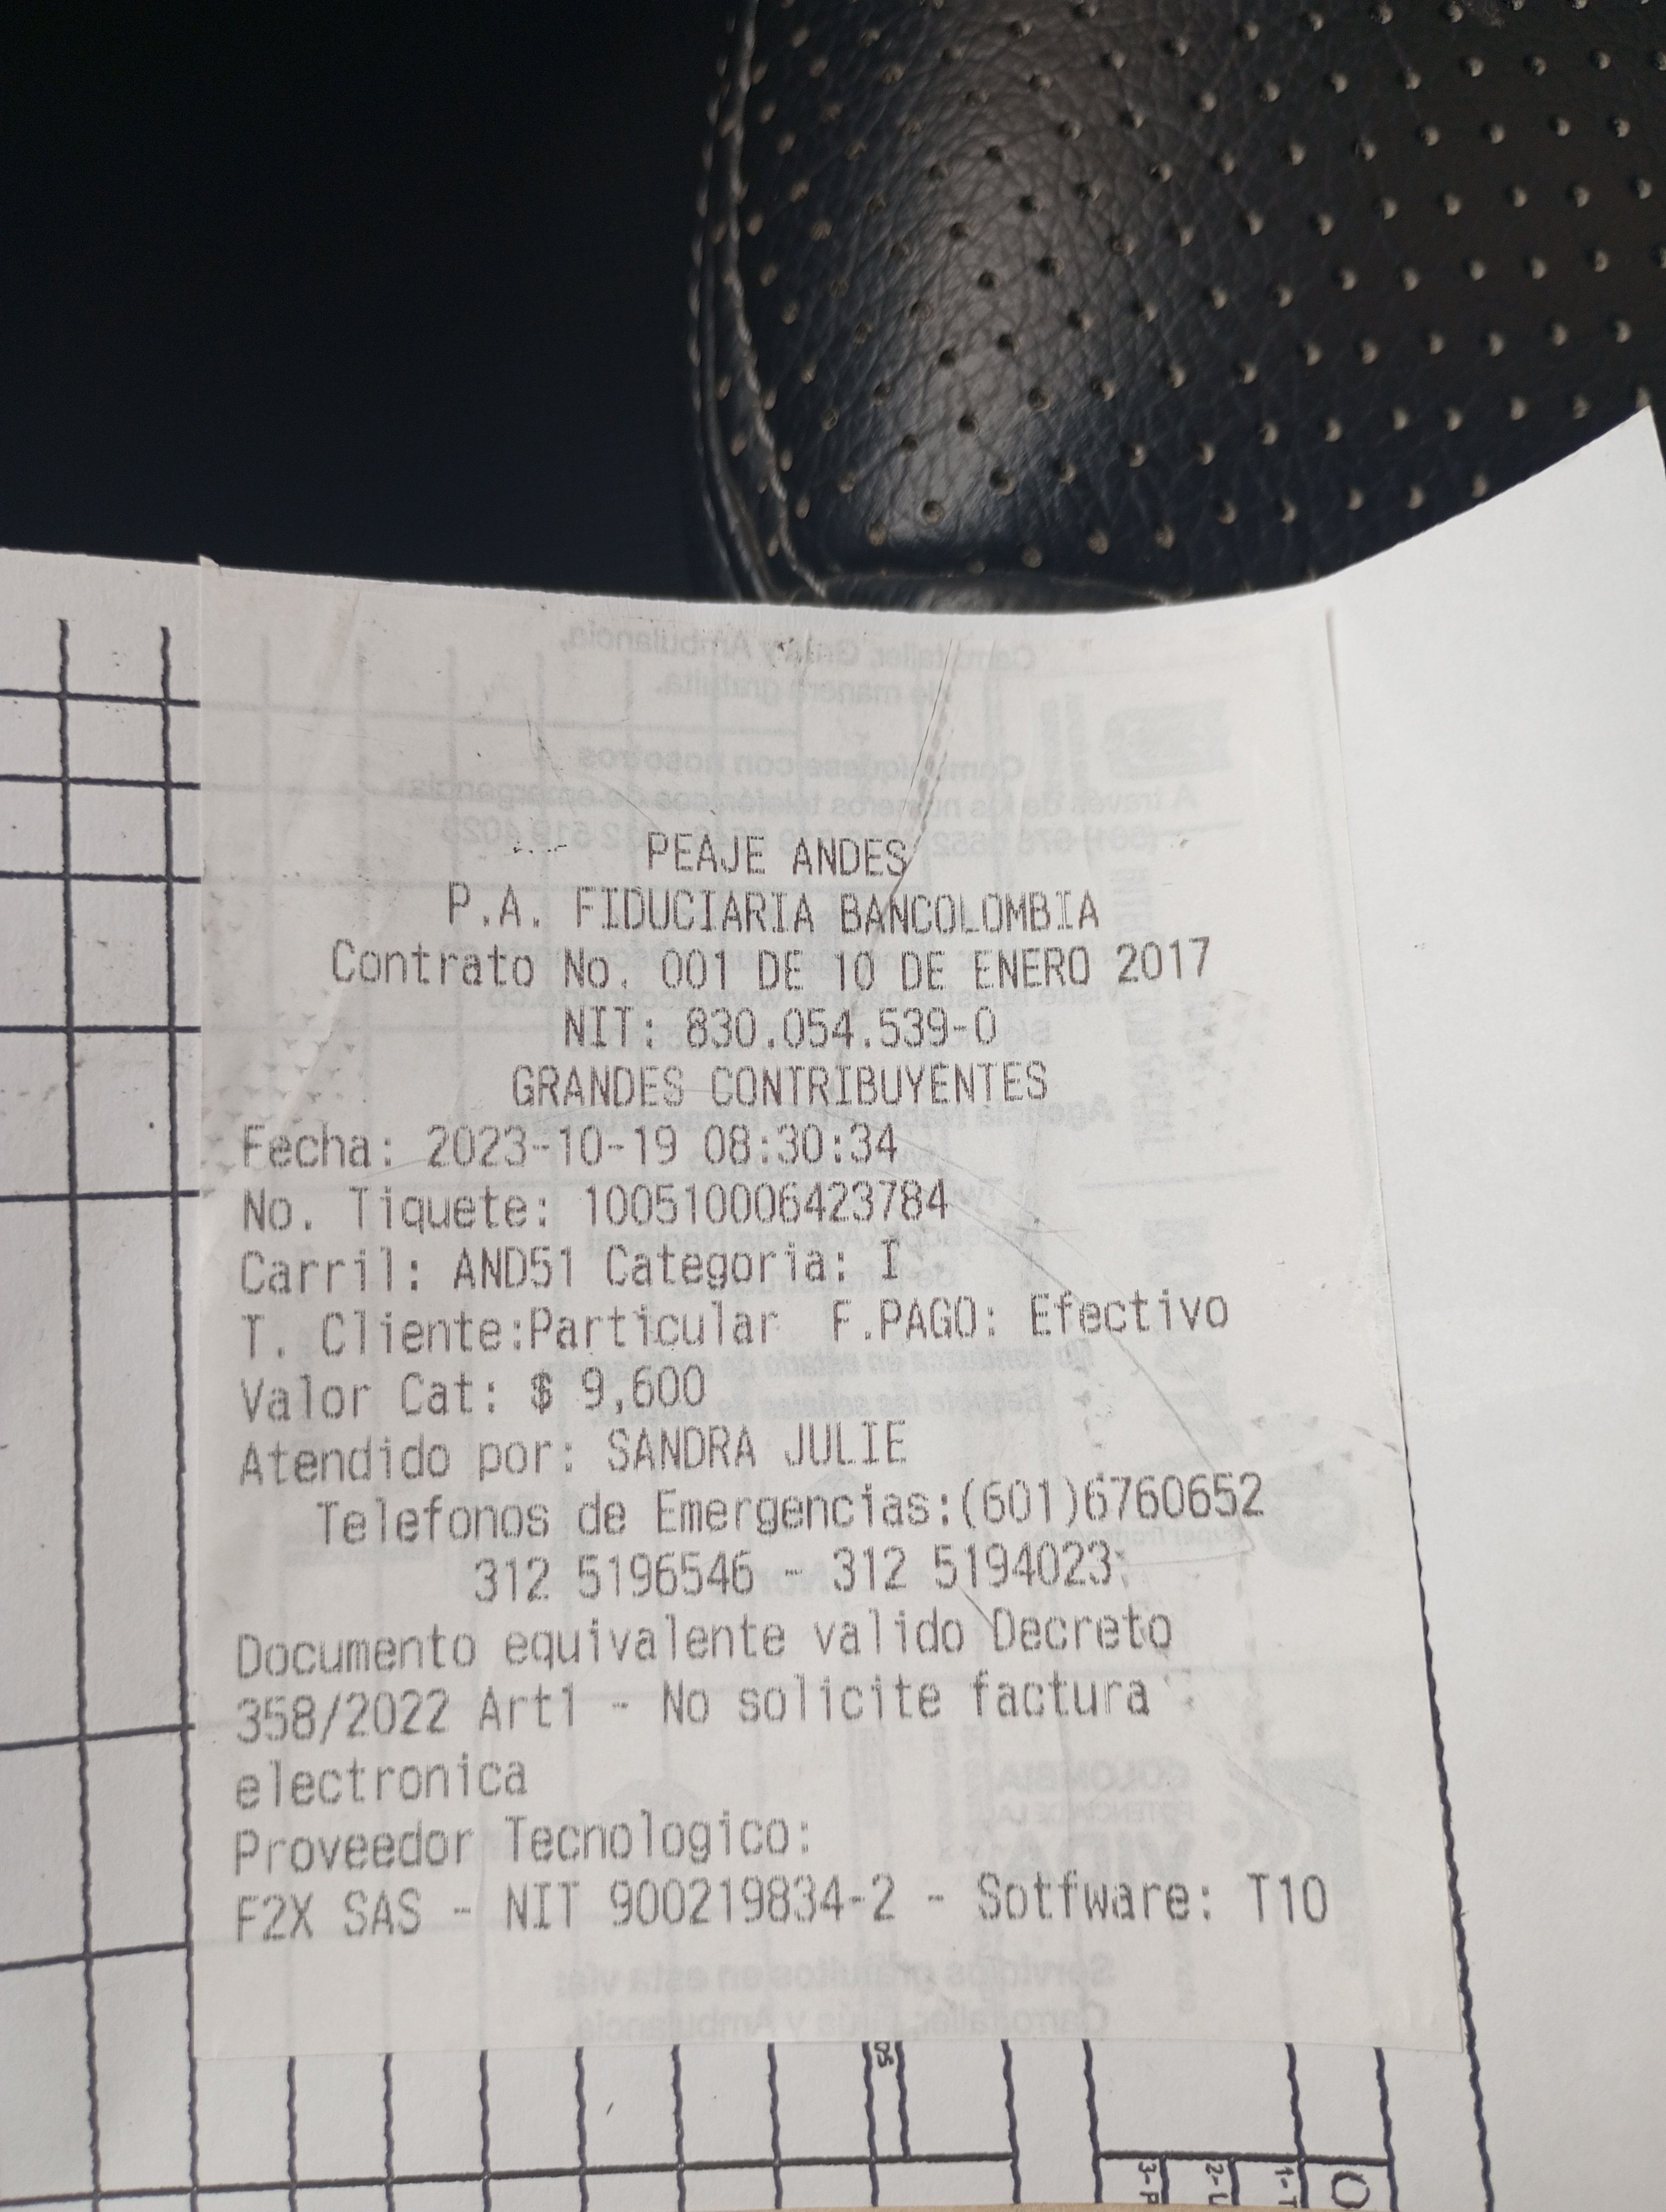 PEAJE ANDES
P.A. FIDUCIARIA BANCOLOMBIA
Contrato No. 001 DE 10 DE ENERO 2017
NIT: 830.054.539-0
GRANDES CONTRIBUYENTES
Fecha: 2023-10-19 08:30:34
No. Tiquete: 100510006423784
Carril: AND51 Categoria: I
T. Cliente:Particular F.PAGO: Efectivo
Valor Cat: $ 9,600
Atendido por: SANDRA JULIE
Telefonos de Emergencias:(601)6760652
312 5196546 - 312 5194023
Documento equivalente valido Decreto
358/2022 Art1 - No solicite factura
electronica
Proveedor Tecnologico:
F2X SAS - NIT 900219834-2 - Sotfware: T10